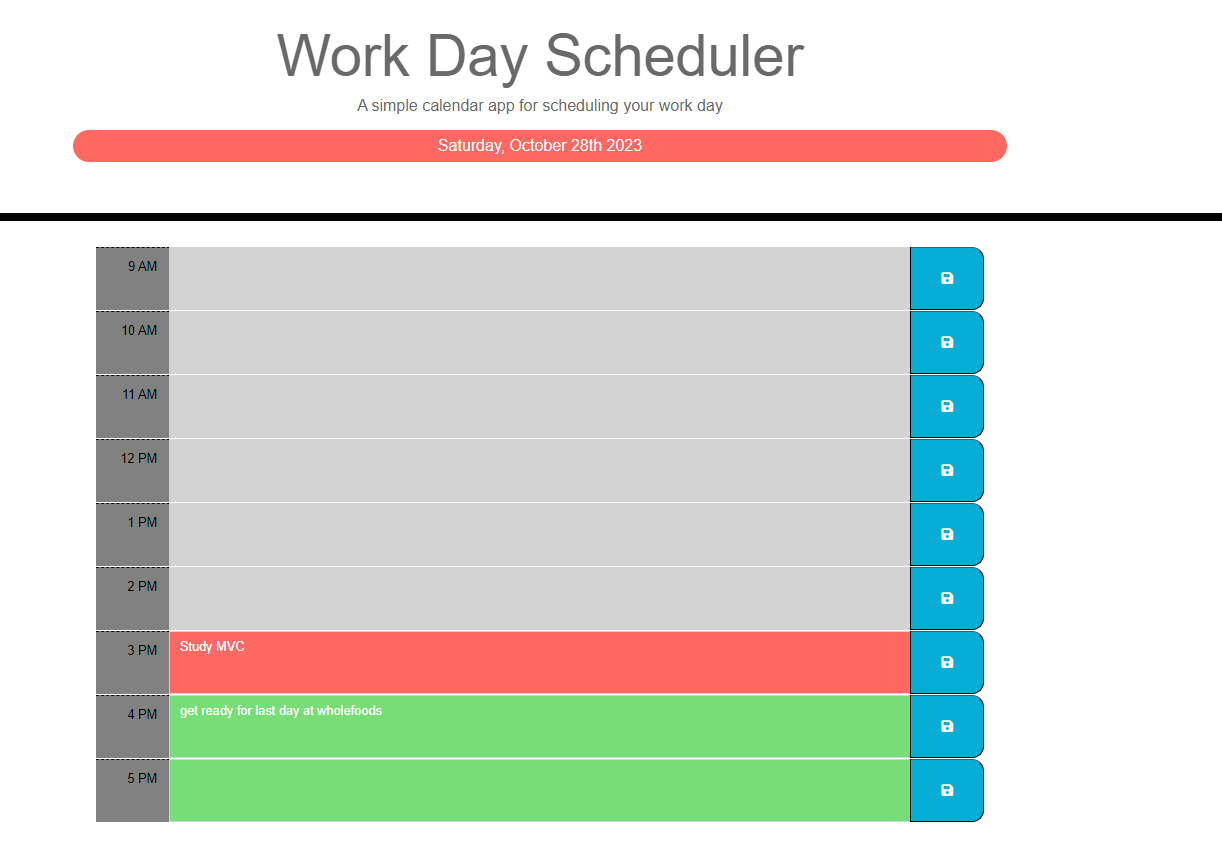 Work Day Scheduler
A simple calendar app for scheduling your work day
Saturday, October 28th 2023
9 AM
10 AM
11 AM
12 PM
1 PM
2 PM
3 PM Study MVC
4 PM get ready for last day at wholefoods
5 PM